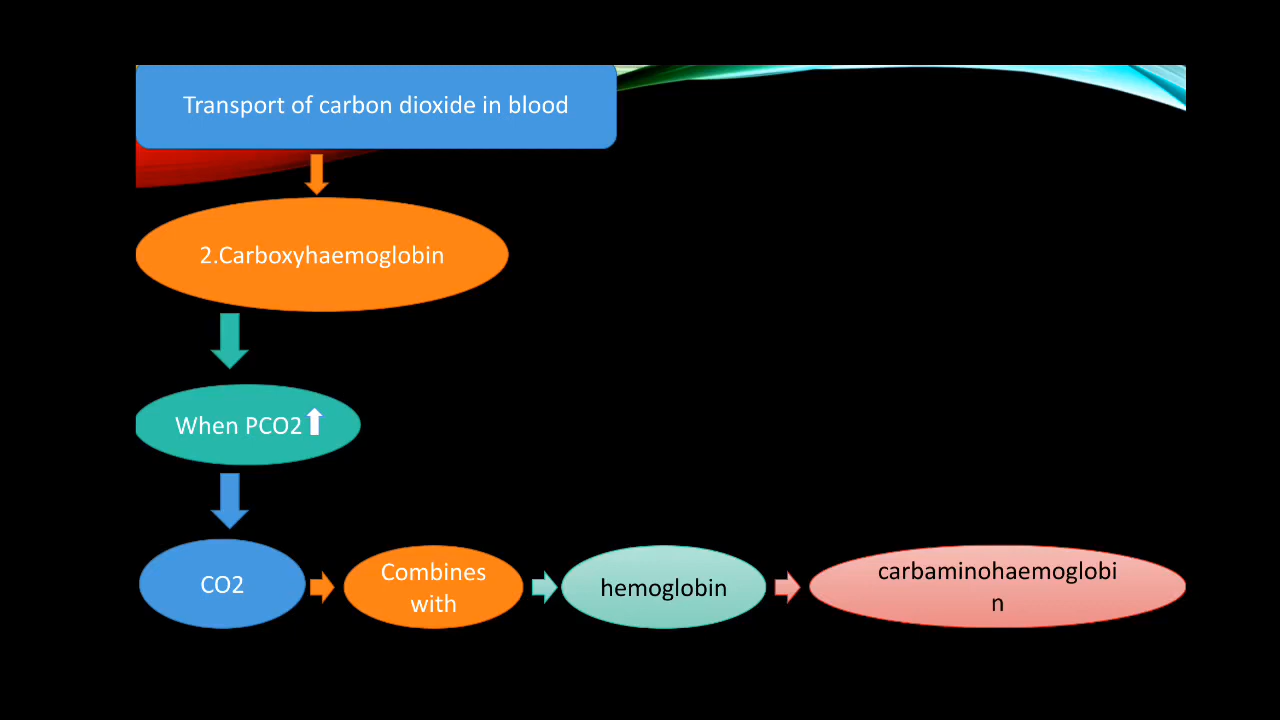 Transport of carbon dioxide in blood
2.Carboxyhaemoglobin
When PCO2
CO2
Combines
with
hemoglobin
carbaminohaemoglobi
n